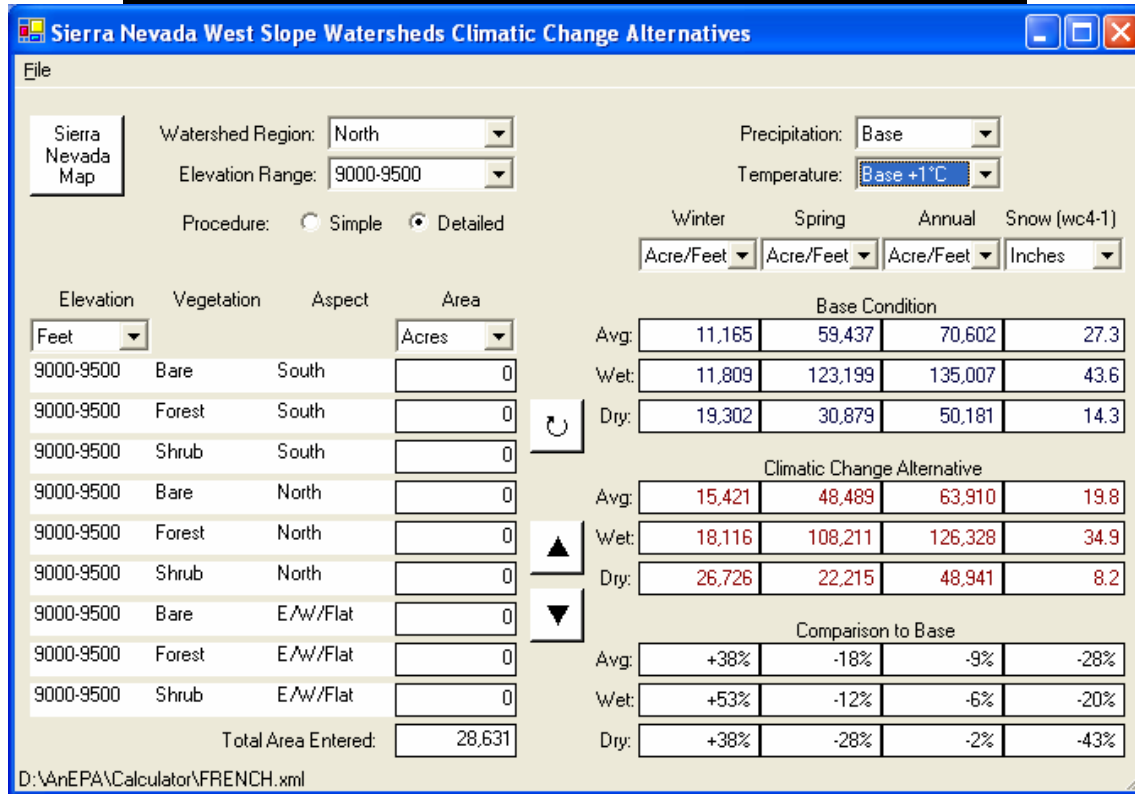 Sierra Nevada West Slope Watersheds Climatic Change Alternatives
File
Sierra Nevada Map
Watershed Region: North
Elevation Range: 9000-9500
Procedure: Simple Detailed
Precipitation: Base
Temperature: Base +1°C
Winter Spring Annual Snow (wc4-1)
Acre/Feet Acre/Feet Acre/Feet Inches
Elevation Vegetation Aspect Area
Feet Acres
9000-9500 Bare South 0
9000-9500 Forest South 0
9000-9500 Shrub South 0
9000-9500 Bare North 0
9000-9500 Forest North 0
9000-9500 Shrub North 0
9000-9500 Bare E/W/Flat 0
9000-9500 Forest E/W/Flat 0
9000-9500 Shrub E/W/Flat 0
Total Area Entered: 28,631
Base Condition
Avg: 11,165 59,437 70,602 27.3
Wet: 11,809 123,199 135,007 43.6
Dry: 19,302 30,879 50,181 14.3
Climatic Change Alternative
Avg: 15,421 48,489 63,910 19.8
Wet: 18,116 108,211 126,328 34.9
Dry: 26,726 22,215 48,941 8.2
Comparison to Base
Avg: +38% -18% -9% -28%
Wet: +53% -12% -6% -20%
Dry: +38% -28% -2% -43%
D:\AnEPA\Calculator\FRENCH.xml